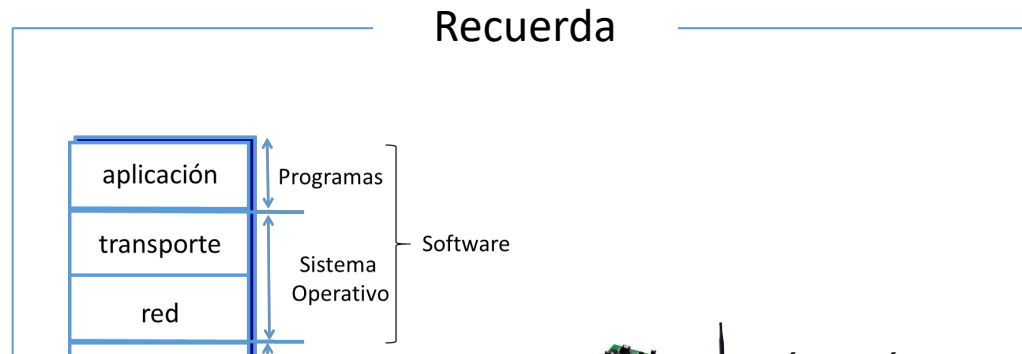 Recuerda
aplicación
Programas
transporte
Software
Sistema
Operativo
red